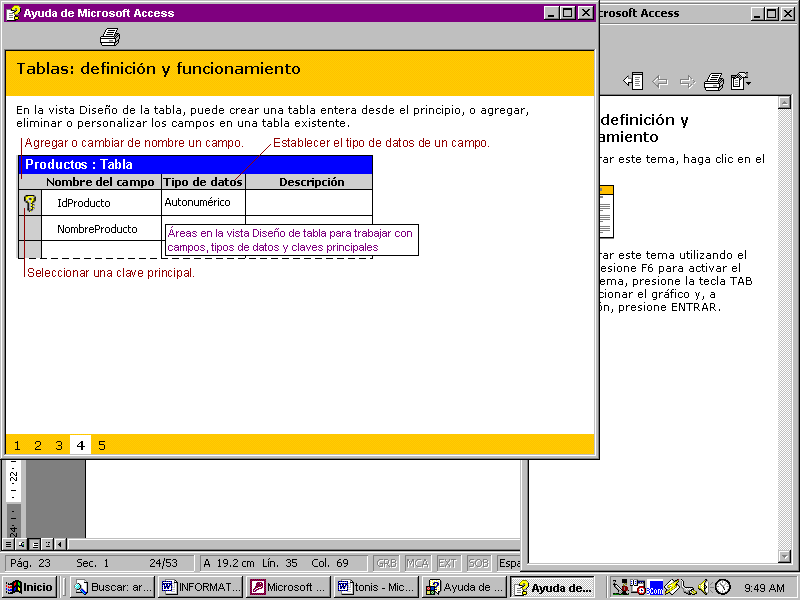 Ayuda de Microsoft Access
Tablas: definición y funcionamiento
En la vista Diseño de la tabla, puede crear una tabla entera desde el principio, o agregar,
eliminar o personalizar los campos en una tabla existente.
Agregar o cambiar de nombre un campo.
Establecer el tipo de datos de un campo.
Productos : Tabla
Nombre del campo Tipo de datos Descripción
IdProducto Autonumérico
NombreProducto
Áreas en la vista Diseño de tabla para trabajar con
campos, tipos de datos y claves principales
Seleccionar una clave principal.
1 2 3 4 5
crosoft Access
definición y
amiento
rar este tema, haga clic en el
rar este tema utilizando el
esione F6 para activar el
ema, presione la tecla TAB
cionar el gráfico y, a
ón, presione ENTRAR.
22
24
Pág. 23 Sec. 1 24/53 A 19.2 cm Lín. 35 Col. 69 GRB MCA EXT SOB Espa
Inicio Buscar: ar... INFORMAT... Microsoft ... tonis - Mic... Ayuda de ... Ayuda de... 9:49 AM